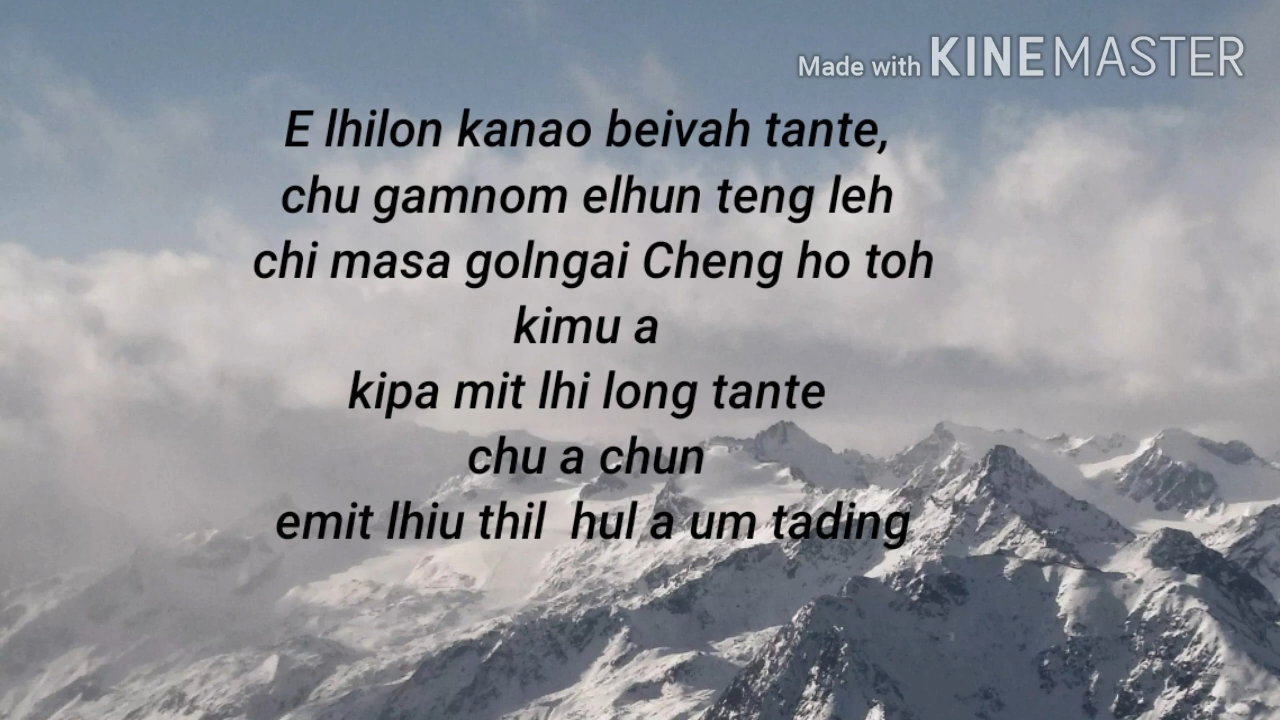 Made with KINEMASTER
E lhilon kanao beivah tante,
chu gamnom elhun teng leh
chi masa golngai Cheng ho toh
kimu a
kipa mit lhi long tante
chu a chun
emit lhiu thil  hul a um tading